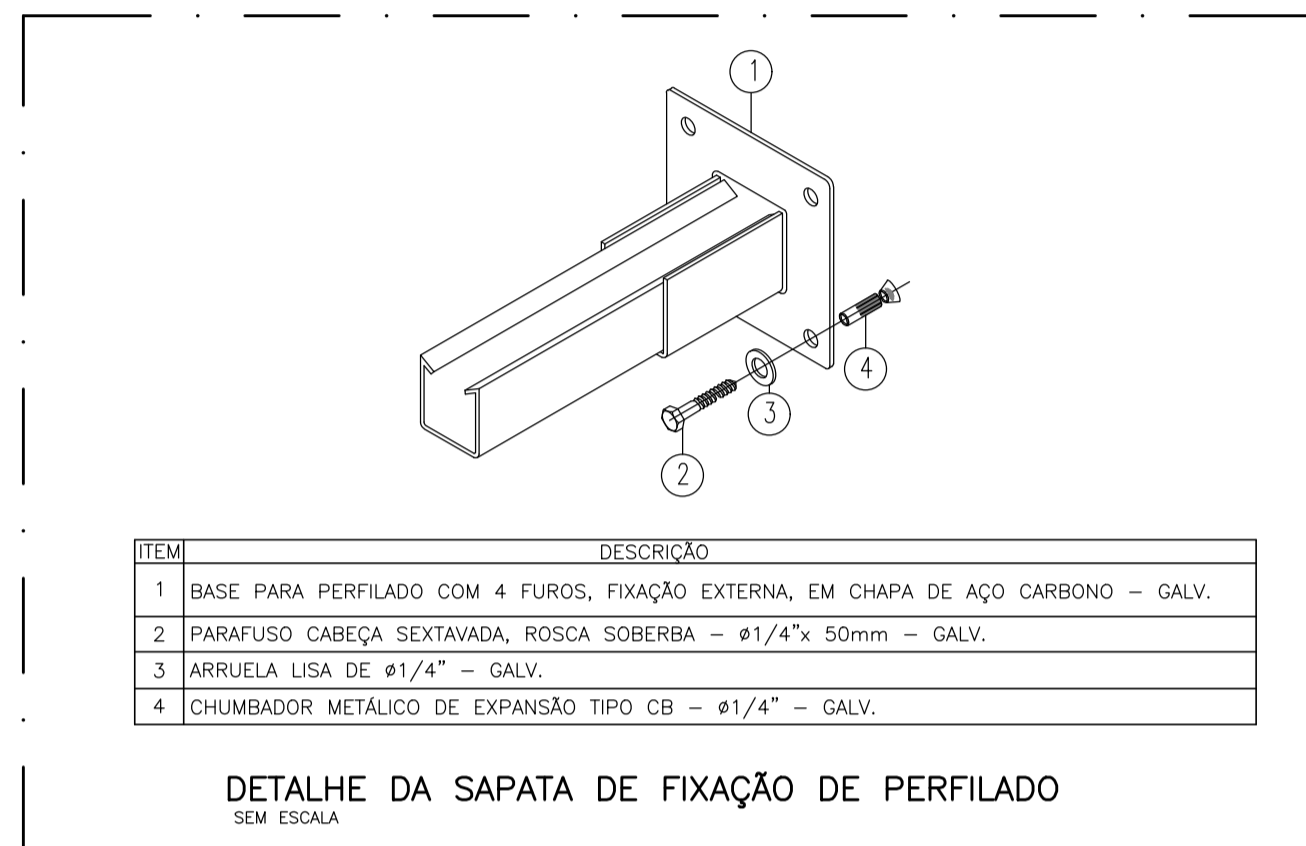 1
4
3
2
ITEM DESCRIÇÃO
1 BASE PARA PERFILADO COM 4 FUROS, FIXAÇÃO EXTERNA, EM CHAPA DE AÇO CARBONO – GALV.
2 PARAFUSO CABEÇA SEXTAVADA, ROSCA SOBERBA – ø1/4”x 50mm – GALV.
3 ARRUELA LISA DE ø1/4” – GALV.
4 CHUMBADOR METÁLICO DE EXPANSÃO TIPO CB – ø1/4” – GALV.
DETALHE DA SAPATA DE FIXAÇÃO DE PERFILADO
SEM ESCALA